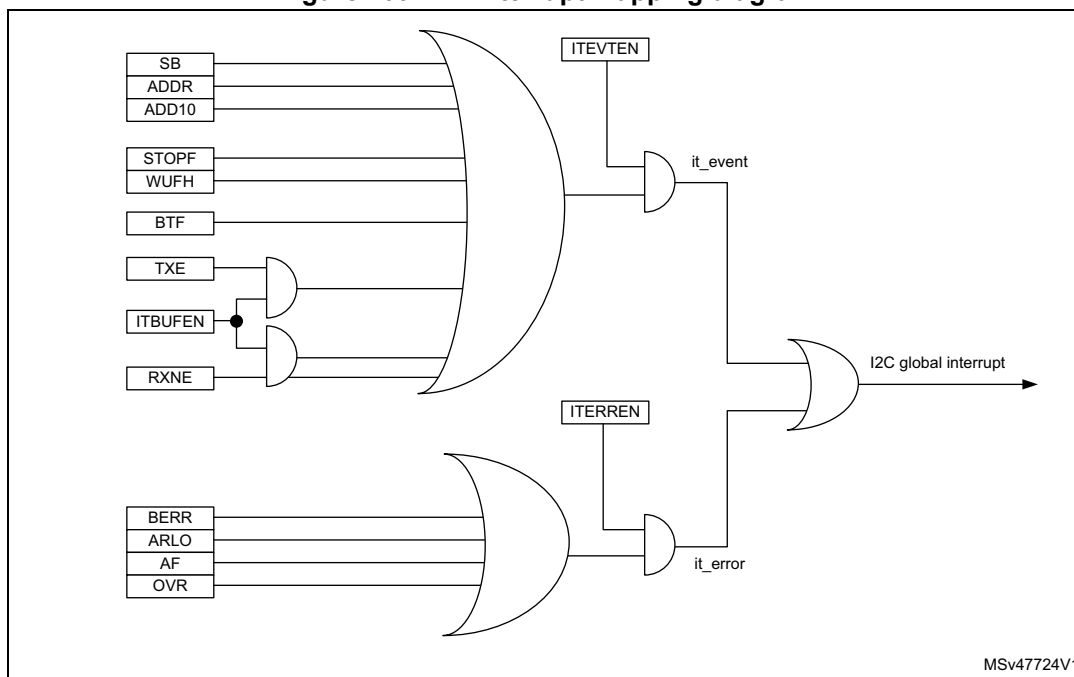 ITEVTEN
SB
ADDR
ADD10
STOPF
WUFH
it_event
BTF
TXE
ITBUFEN
RXNE
I2C global interrupt
ITERREN
BERR
ARLO
AF
OVR
it_error
MSv47724V1